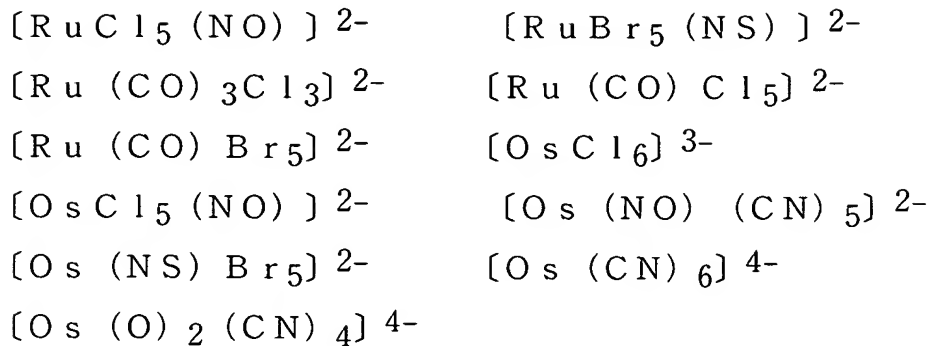 〔RuCl5(NO)〕2- 〔RuBr5(NS)〕2-
〔Ru(CO)3Cl3〕2- 〔Ru(CO)Cl5〕2-
〔Ru(CO)Br5〕2- 〔OsCl6〕3-
〔OsCl5(NO)〕2- 〔Os(NO)(CN)5〕2-
〔Os(NS)Br5〕2- 〔Os(CN)6〕4-
〔Os(O)2(CN)4〕4-